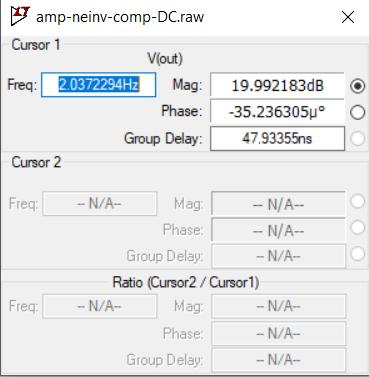 amp-neinv-comp-DC.raw
Cursor 1
V(out)
Freq: 2.0372294Hz Mag: 19.992183dB
Phase: -35.236305µ°
Group Delay: 47.93355ns
Cursor 2
Freq: -- N/A-- Mag: -- N/A--
Phase: -- N/A--
Group Delay: -- N/A--
Ratio (Cursor2 / Cursor1)
Freq: -- N/A-- Mag: -- N/A--
Phase: -- N/A--
Group Delay: -- N/A--